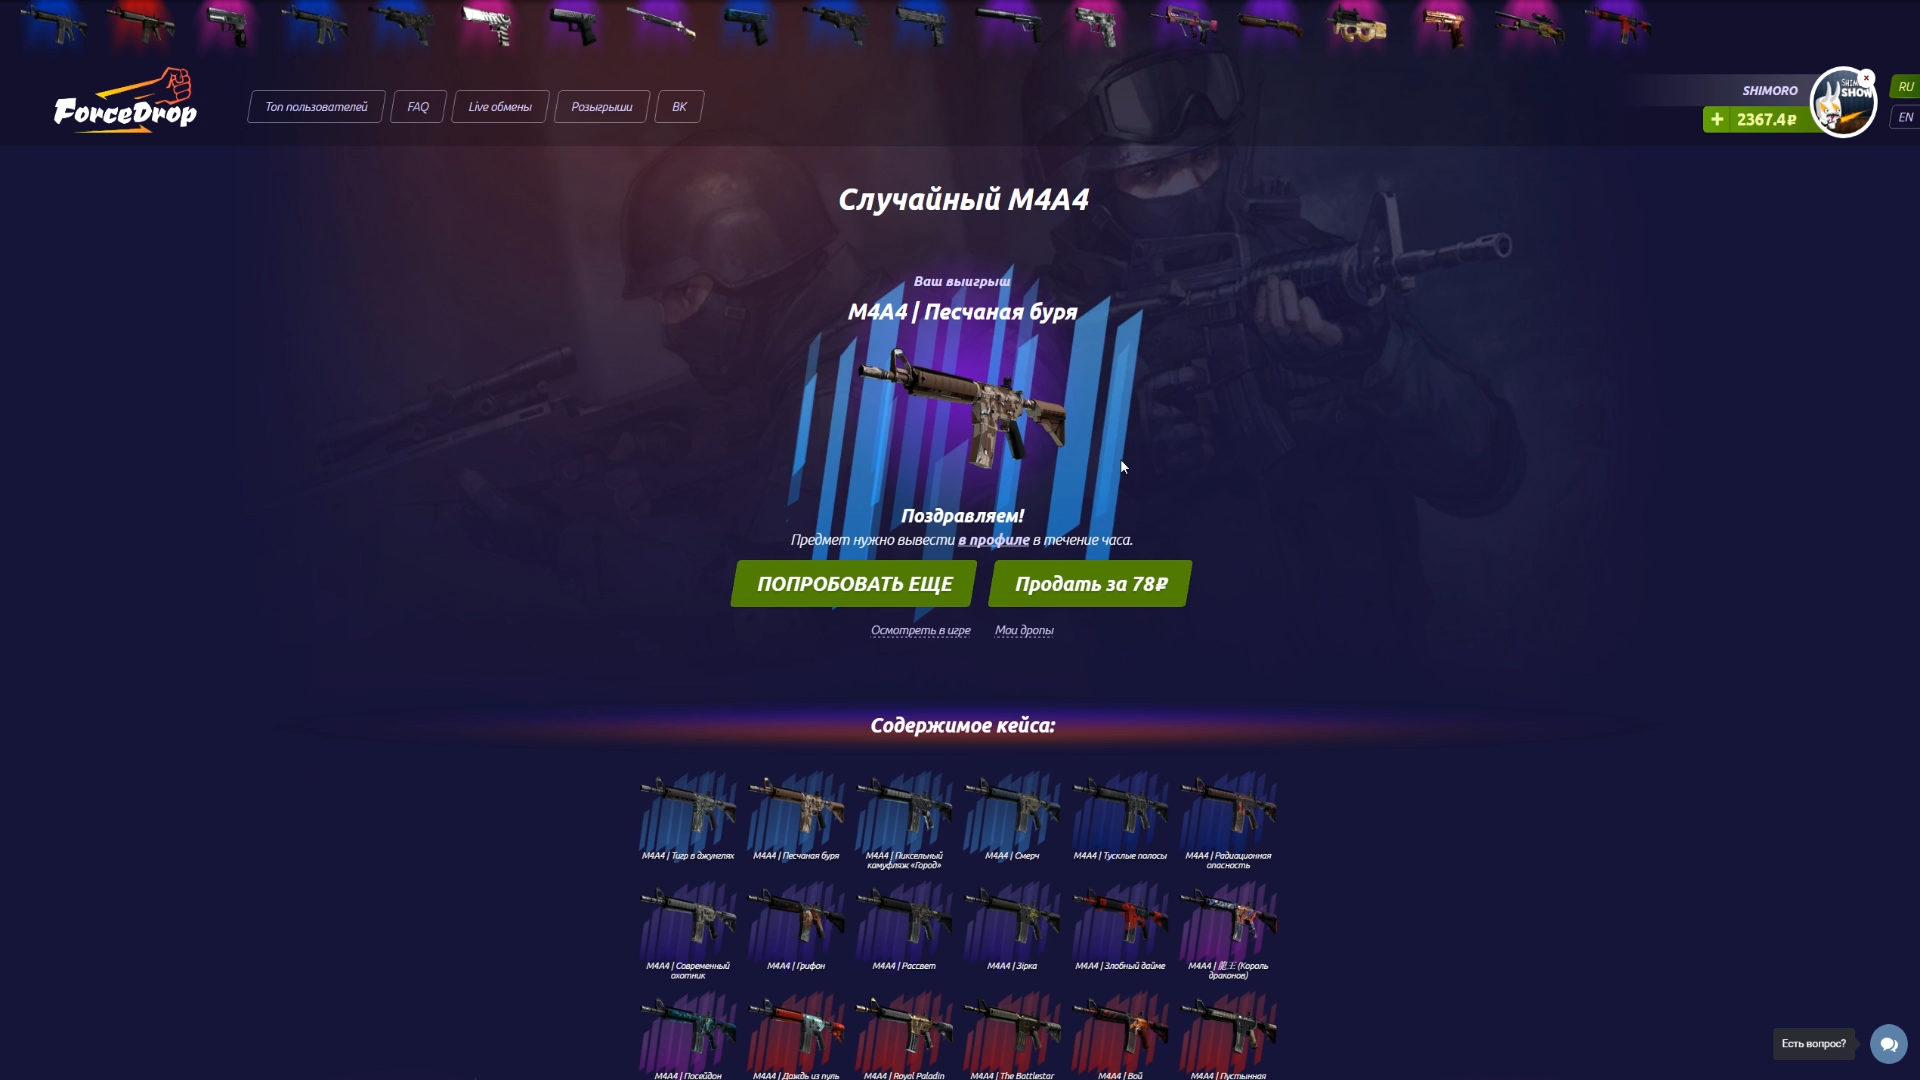 ForceDrop
Топ пользователей
FAQ
Live обмены
Розыгрыши
ВК
SHIMORO
+ 2367.4₽
SHOW
x
RU
EN
Случайный M4A4
Ваш выигрыш
M4A4 | Песчаная буря
Поздравляем!
Предмет нужно вывести в профиле в течение часа.
ПОПРОБОВАТЬ ЕЩЕ
Продать за 78₽
Осмотреть в игре
Мои дропы
Содержимое кейса:
M4A4 | Тигр в джунглях
M4A4 | Песчаная буря
M4A4 | Пиксельный
камуфляж «Город»
M4A4 | Смерч
M4A4 | Тусклые полосы
M4A4 | Радиационная
опасность
M4A4 | Современный
охотник
M4A4 | Грифон
M4A4 | Рассвет
M4A4 | Зірка
M4A4 | Злобный дайме
M4A4 | 龍王 (Король
драконов)
M4A4 | Посейдон
M4A4 | Дождь из пуль
M4A4 | Royal Paladin
M4A4 | The Battlestar
M4A4 | Вой
M4A4 | Пустынная
Есть вопрос?